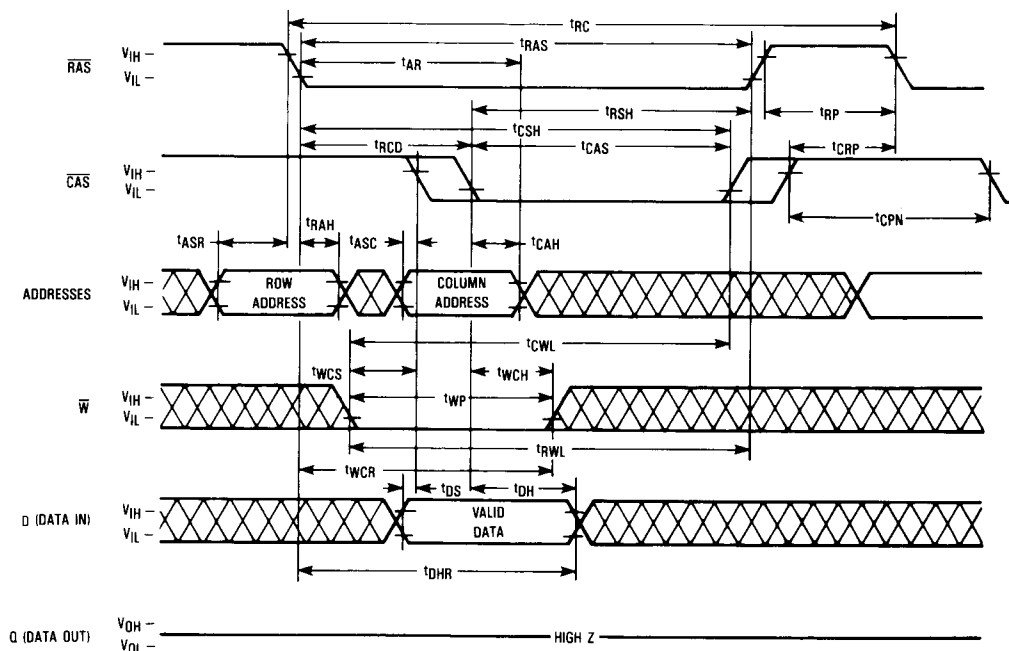 tRC
tRAS
tAR
RAS
VIH –
VIL –
tRSH
tRP
tCSH
tRCD
tCAS
tCRP
CAS
VIH –
VIL –
tRAH
tCPN
tASR
tASC
tCAH
ADDRESSES
VIH –
VIL –
ROW
ADDRESS
COLUMN
ADDRESS
tCWL
tWCS
tWCH
W
VIH –
VIL –
tWP
tRWL
tWCR
tDS
tDH
D (DATA IN)
VIH –
VIL –
VALID
DATA
tDHR
Q (DATA OUT)
VOH –
VOL –
HIGH Z